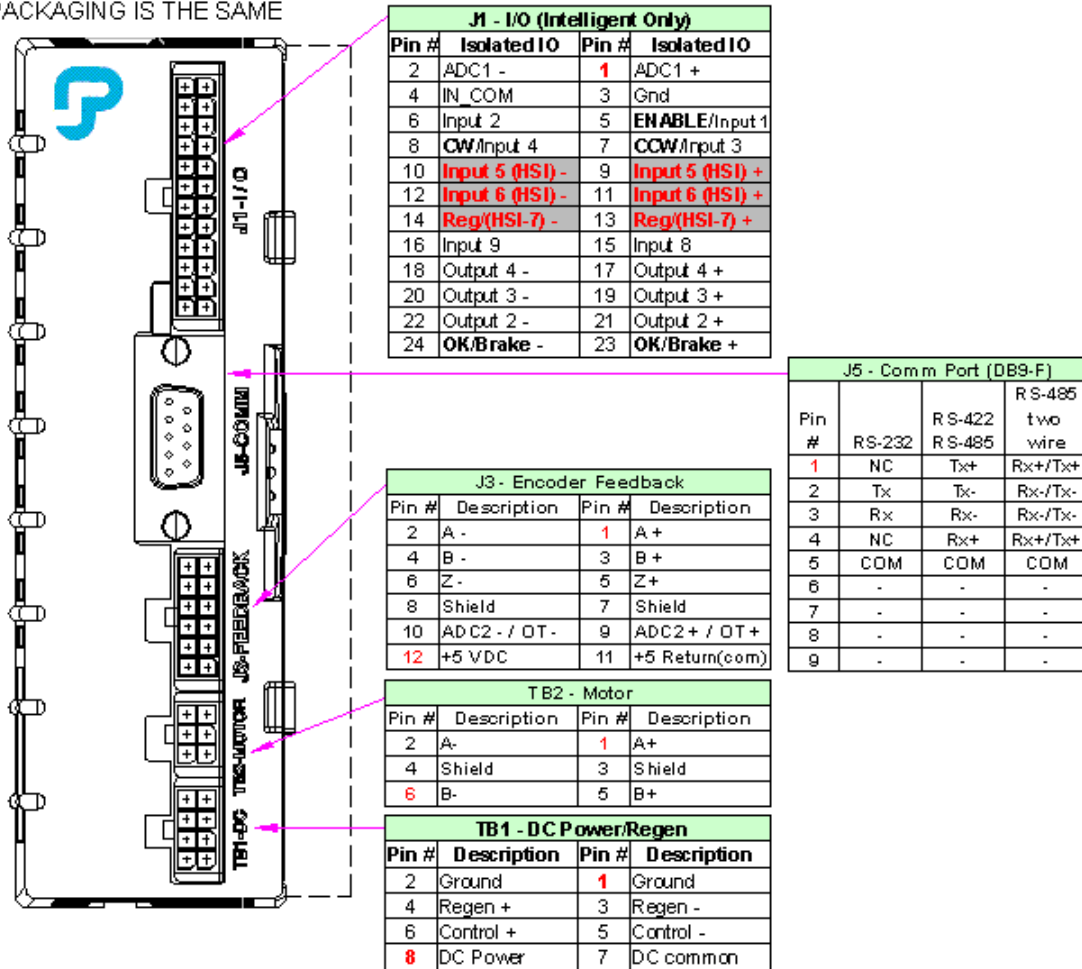 PACKAGING IS THE SAME
J1 - I/O (Intelligent Only)
Pin # Isolated IO Pin # Isolated IO
2 ADC1 - 1 ADC1 +
4 IN_COM 3 Gnd
6 Input 2 5 ENABLE/Input 1
8 CW/Input 4 7 CCW/Input 3
10 Input 5 (HSI) - 9 Input 5 (HSI) +
12 Input 6 (HSI) - 11 Input 6 (HSI) +
14 Reg/(HSI-7) - 13 Reg/(HSI-7) +
16 Input 9 15 Input 8
18 Output 4 - 17 Output 4 +
20 Output 3 - 19 Output 3 +
22 Output 2 - 21 Output 2 +
24 OK/Brake - 23 OK/Brake +
J1-I/O
J5-COMM
J3-FEEDBACK
TB2-MOTOR
TB1-DC
J5 - Comm Port (DB9-F)
Pin # RS-232 RS-422 RS-485 RS-485 two wire
1 NC Tx+ Rx+/Tx+
2 Tx Tx- Rx-/Tx-
3 Rx Rx- Rx-/Tx-
4 NC Rx+ Rx+/Tx+
5 COM COM COM
6 - - -
7 - - -
8 - - -
9 - - -
J3 - Encoder Feedback
Pin # Description Pin # Description
2 A - 1 A +
4 B - 3 B +
6 Z - 5 Z +
8 Shield 7 Shield
10 ADC2 - / OT - 9 ADC2 + / OT +
12 +5 VDC 11 +5 Return(com)
TB2 - Motor
Pin # Description Pin # Description
2 A- 1 A+
4 Shield 3 Shield
6 B- 5 B+
TB1 - DC Power/Regen
Pin # Description Pin # Description
2 Ground 1 Ground
4 Regen + 3 Regen -
6 Control + 5 Control -
8 DC Power 7 DC common